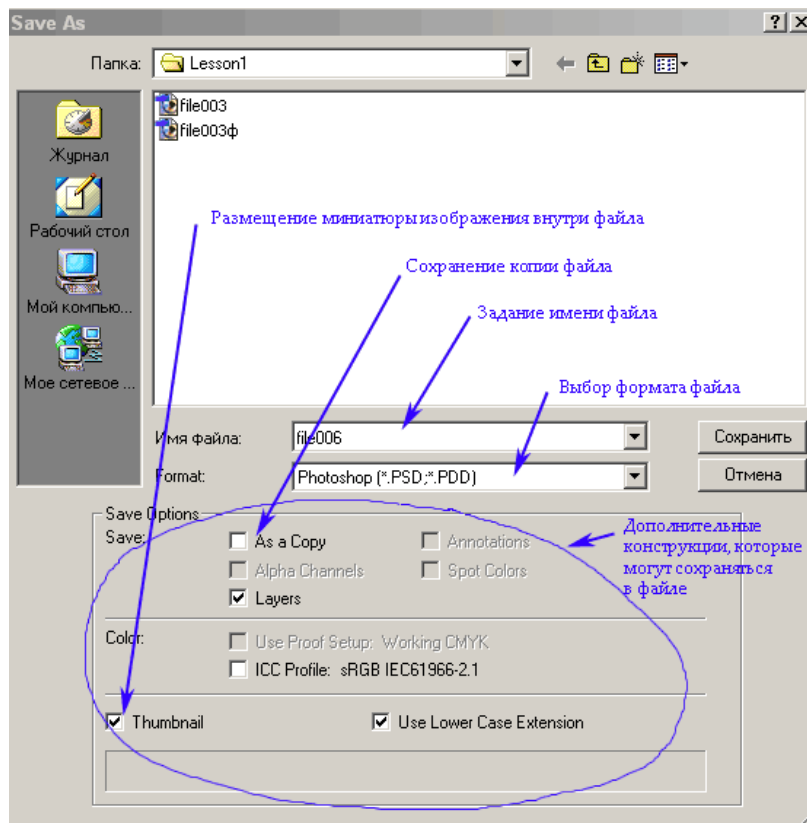 Save As
Папка: Lesson1
file003
file003ф
Журнал
Рабочий стол
Мой компью...
Мое сетевое ...
Размещение миниатюры изображения внутри файла
Сохранение копии файла
Задание имени файла
Выбор формата файла
Имя файла: file006 Сохранить
Format: Photoshop (*.PSD;*.PDD) Отмена
Save Options
Save: As a Copy Annotations
Alpha Channels Spot Colors
Layers
Дополнительные
конструкции, которые
могут сохраняться
в файле
Color: Use Proof Setup: Working CMYK
ICC Profile: sRGB IEC61966-2.1
Thumbnail Use Lower Case Extension